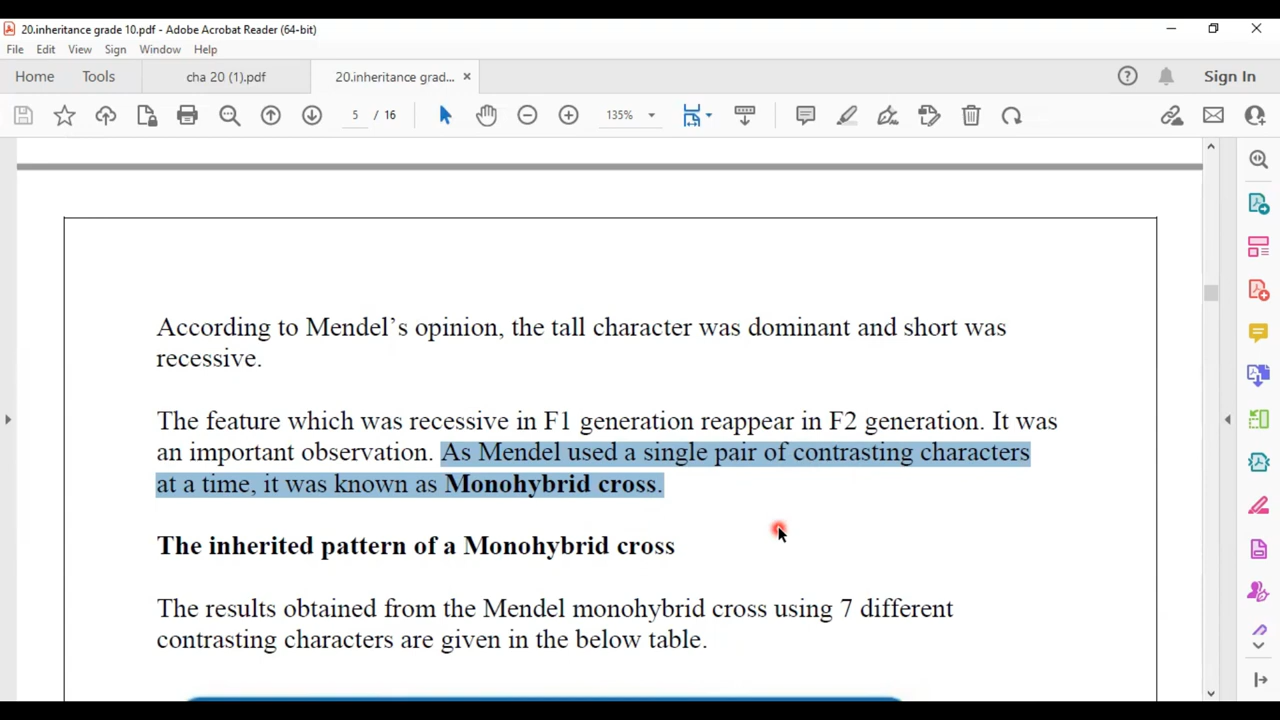 20.inheritance grade 10.pdf - Adobe Acrobat Reader (64-bit)
File Edit View Sign Window Help
Home Tools cha 20 (1).pdf 20.inheritance grad... × Sign In
5 / 16 135%
According to Mendel's opinion, the tall character was dominant and short was
recessive.
The feature which was recessive in F1 generation reappear in F2 generation. It was
an important observation. As Mendel used a single pair of contrasting characters
at a time, it was known as Monohybrid cross.
The inherited pattern of a Monohybrid cross
The results obtained from the Mendel monohybrid cross using 7 different
contrasting characters are given in the below table.